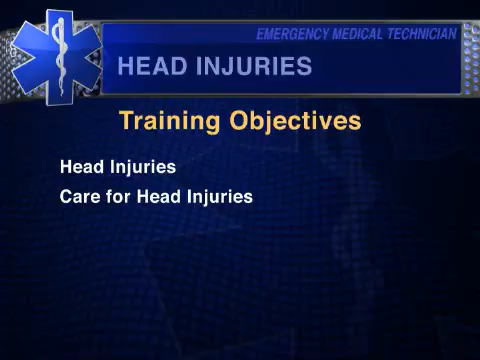 EMERGENCY MEDICAL TECHNICIAN
HEAD INJURIES
Training Objectives
Head Injuries
Care for Head Injuries